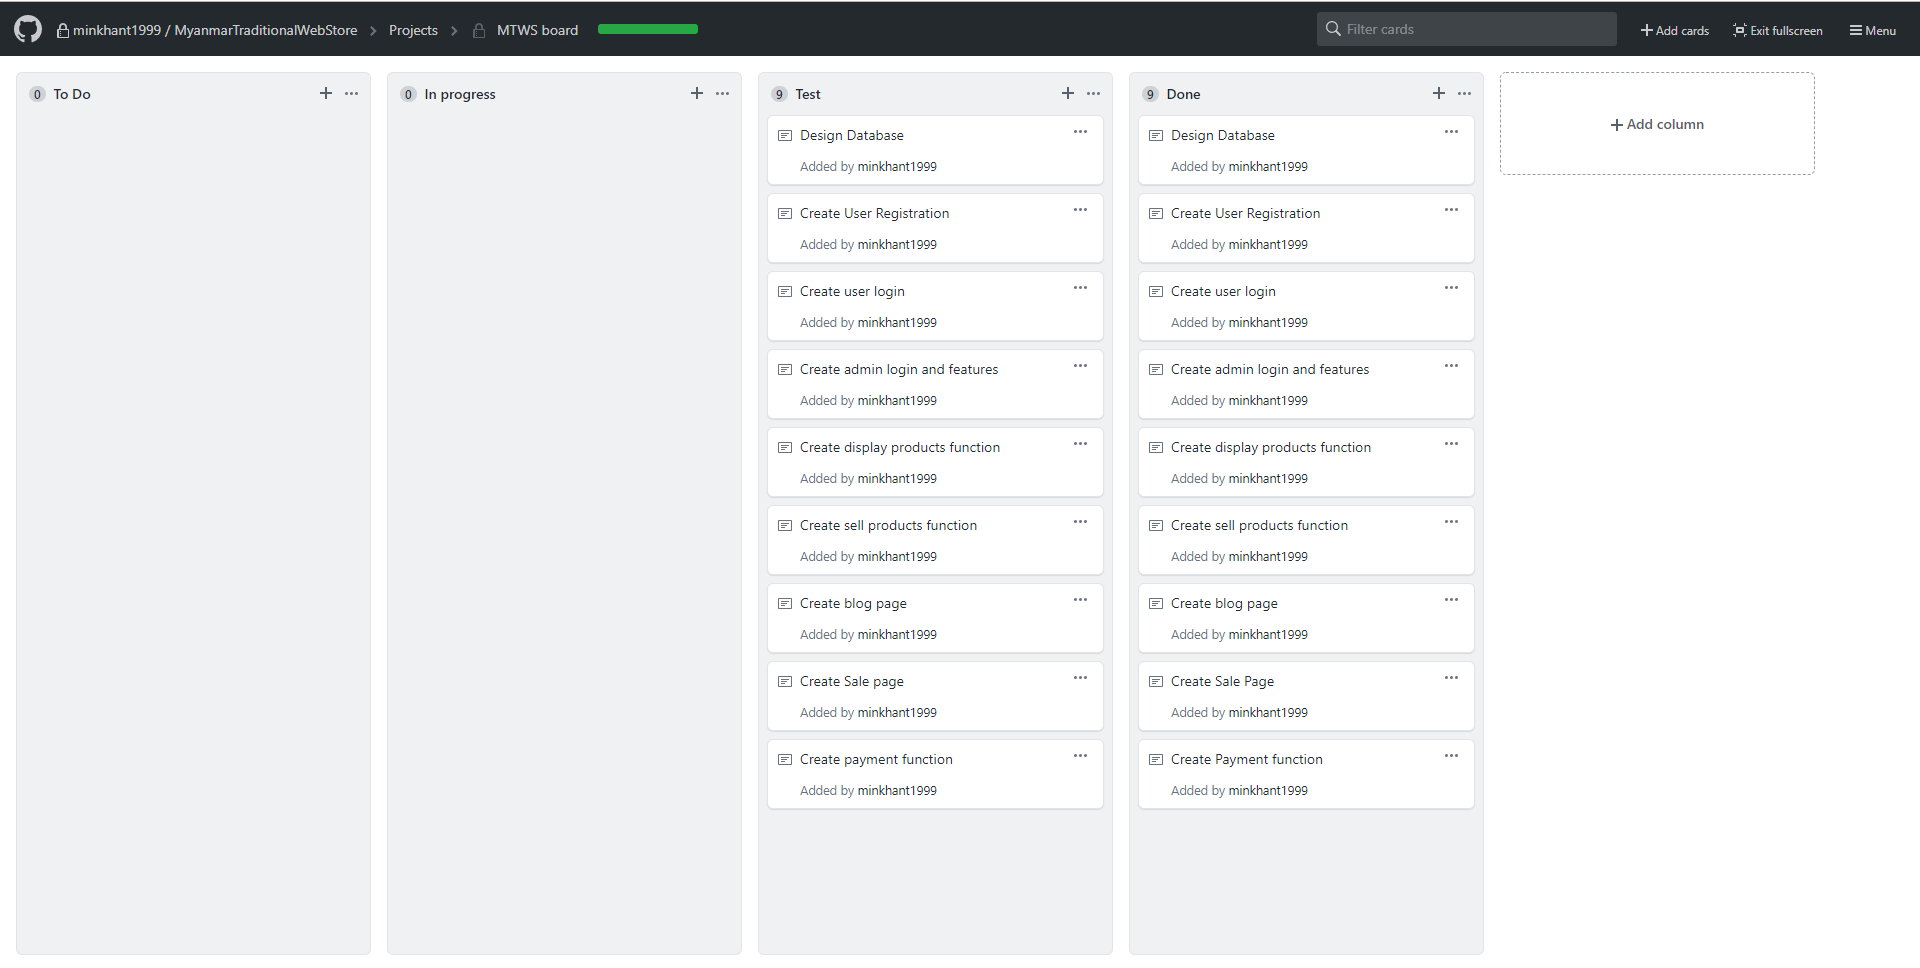 minkhant1999 / MyanmarTraditionalWebStore Projects MTWS board Filter cards Add cards Exit fullscreen Menu
0 To Do
0 In progress
9 Test
Design Database
Added by minkhant1999
Create User Registration
Added by minkhant1999
Create user login
Added by minkhant1999
Create admin login and features
Added by minkhant1999
Create display products function
Added by minkhant1999
Create sell products function
Added by minkhant1999
Create blog page
Added by minkhant1999
Create Sale page
Added by minkhant1999
Create payment function
Added by minkhant1999
9 Done
Design Database
Added by minkhant1999
Create User Registration
Added by minkhant1999
Create user login
Added by minkhant1999
Create admin login and features
Added by minkhant1999
Create display products function
Added by minkhant1999
Create sell products function
Added by minkhant1999
Create blog page
Added by minkhant1999
Create Sale Page
Added by minkhant1999
Create Payment function
Added by minkhant1999
Add column